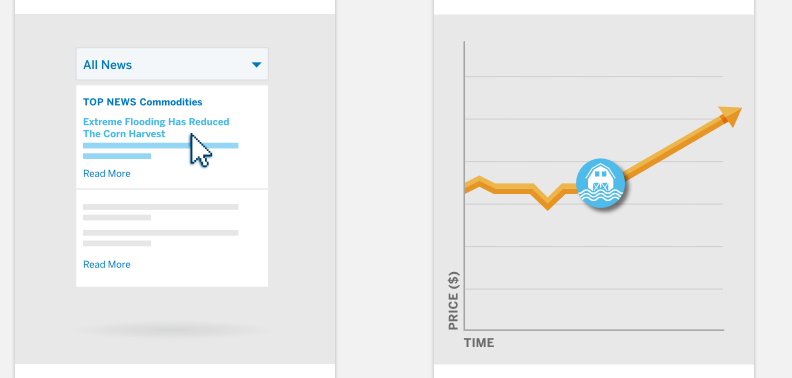 All News
TOP NEWS Commodities
Extreme Flooding Has Reduced
The Corn Harvest
Read More
Read More
PRICE ($)
TIME